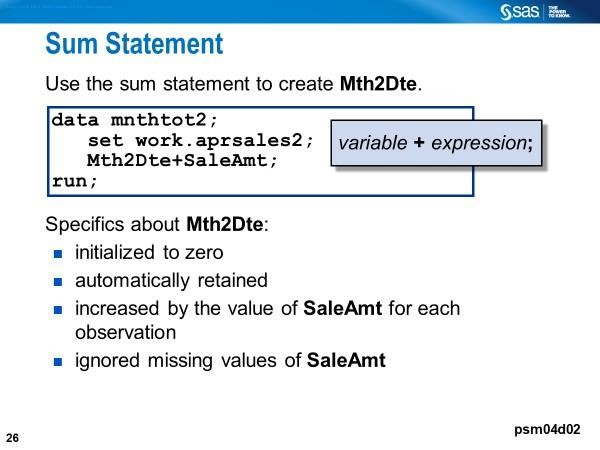 sas THE
POWER
TO KNOW.
Sum Statement
Use the sum statement to create Mth2Dte.
data mnthtot2;
set work.aprsales2;
Mth2Dte+SaleAmt;
run;
variable + expression;
Specifics about Mth2Dte:
initialized to zero
automatically retained
increased by the value of SaleAmt for each
observation
ignored missing values of SaleAmt
26
psm04d02